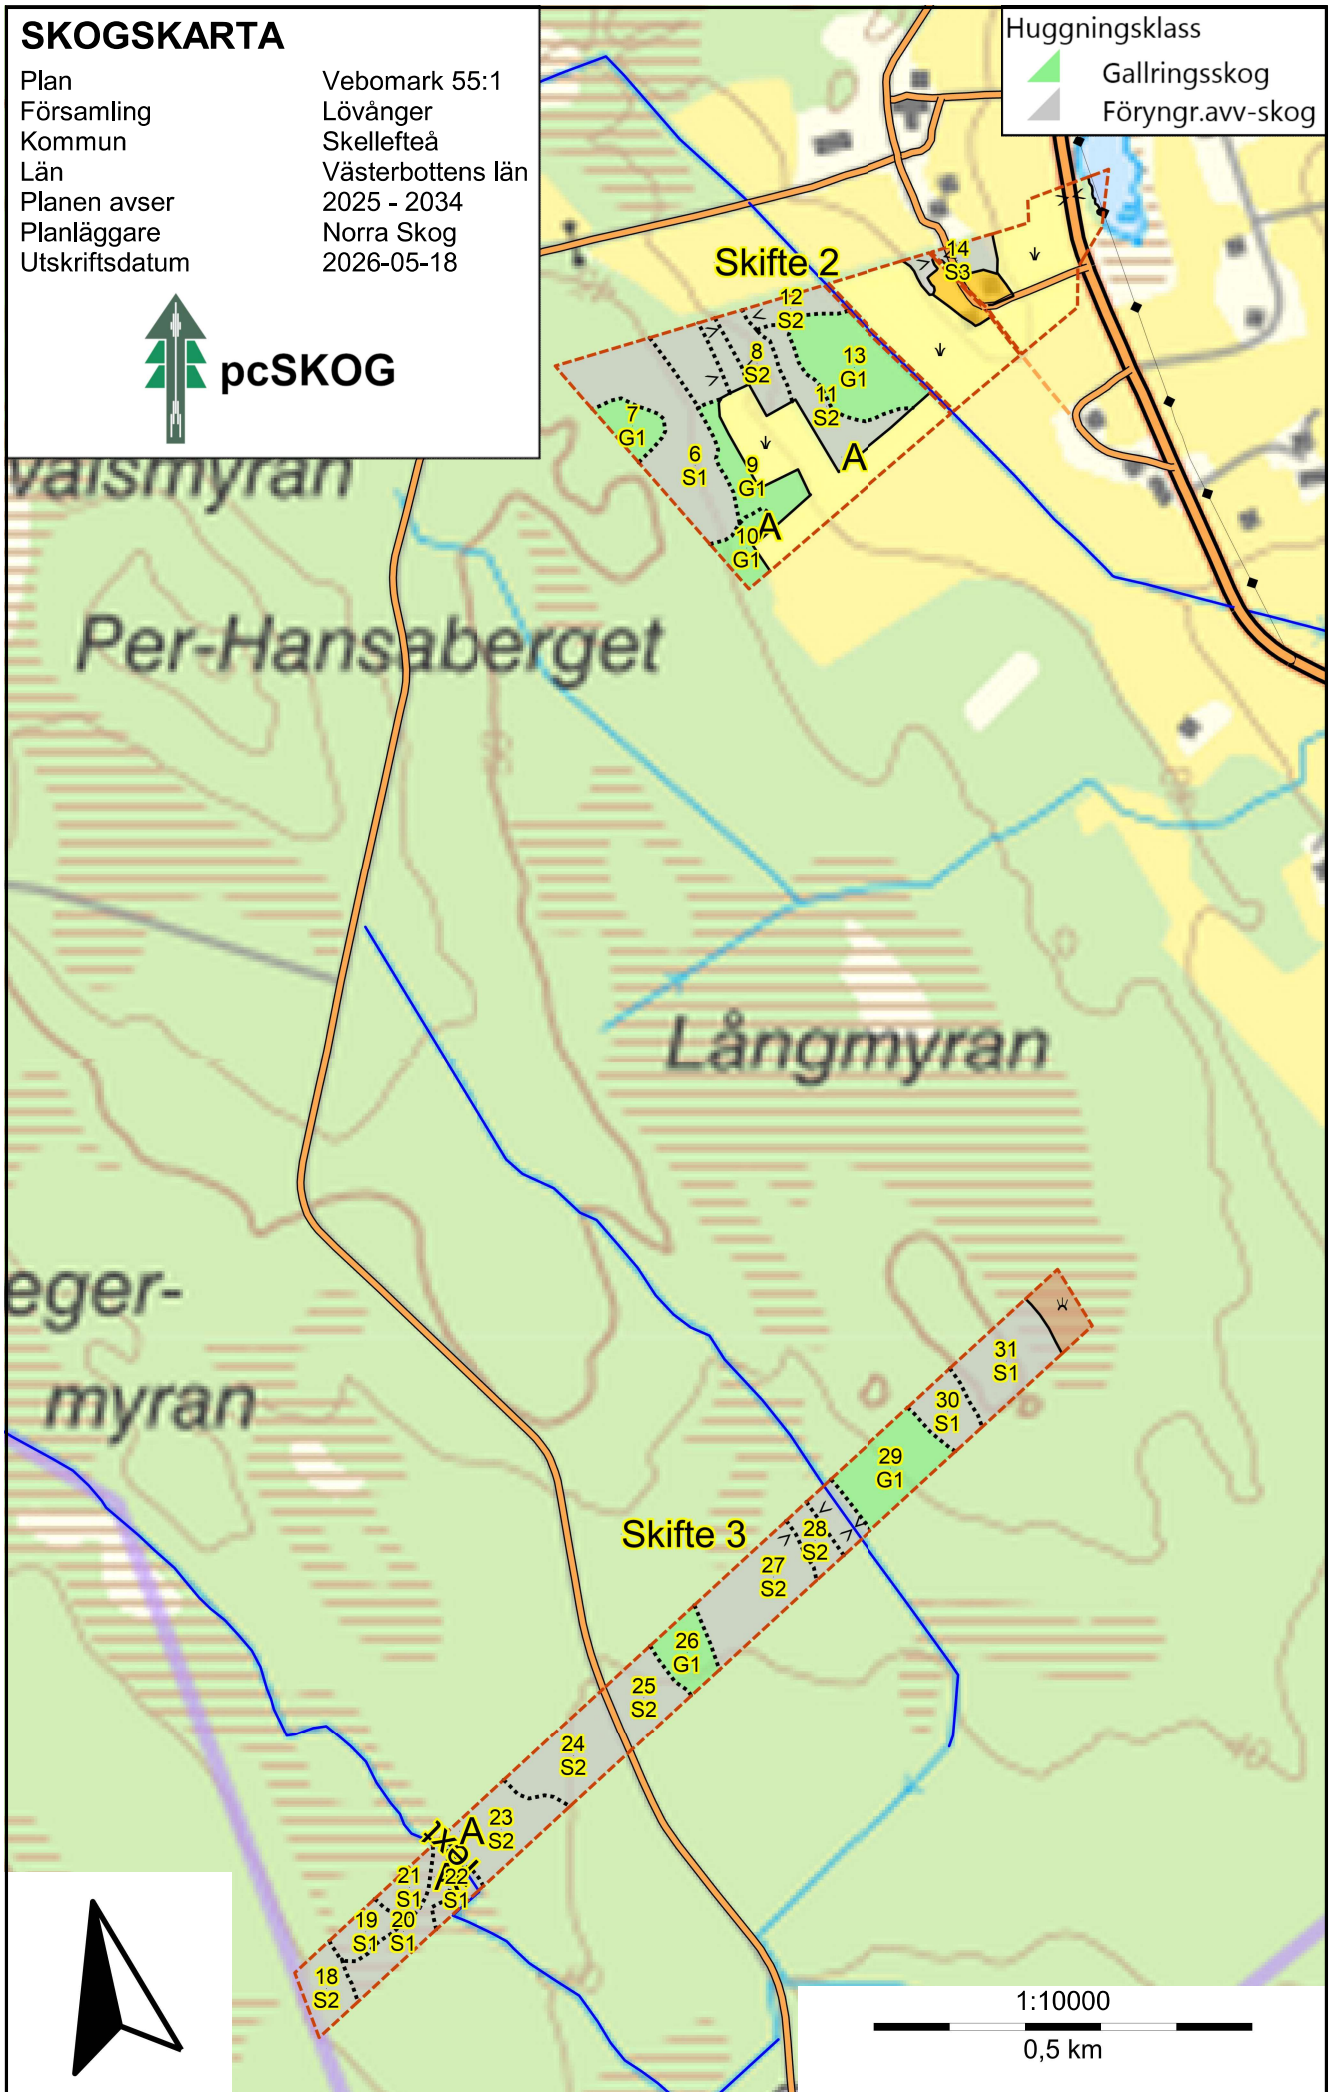 SKOGSKARTA
Plan Vebomark 55:1
Församling Lövånger
Kommun Skellefteå
Län Västerbottens län
Planen avser 2025 - 2034
Planläggare Norra Skog
Utskriftsdatum 2026-05-18
pcSKOG
Huggningsklass
Gallringsskog
Föryngr.avv-skog
Skifte 2
14
S3
12
S2
8
S2
13
G1
11
S2
7
G1
6
S1
9
G1
A
A
10
G1
valsmyran
Per-Hansaberget
Långmyran
eger-
myran
31
S1
30
S1
29
G1
Skifte 3
28
S2
27
S2
26
G1
25
S2
24
S2
40
23
S2
A
Text
A
22
S1
21
S1
19
S1
20
S1
18
S2
1:10000
0,5 km